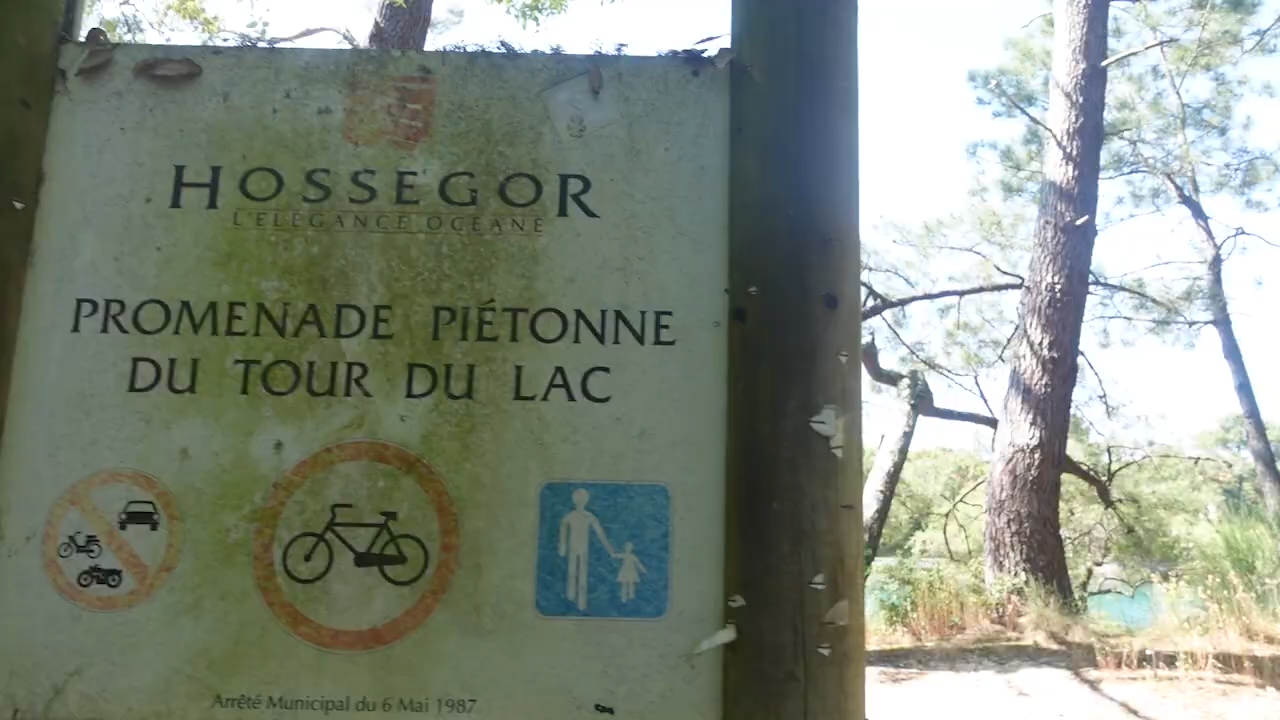 HOSSEGOR
L'ELEGANCE OCEANE
PROMENADE PIÉTONNE
DU TOUR DU LAC
Arrêté Municipal du 6 Mai 1987